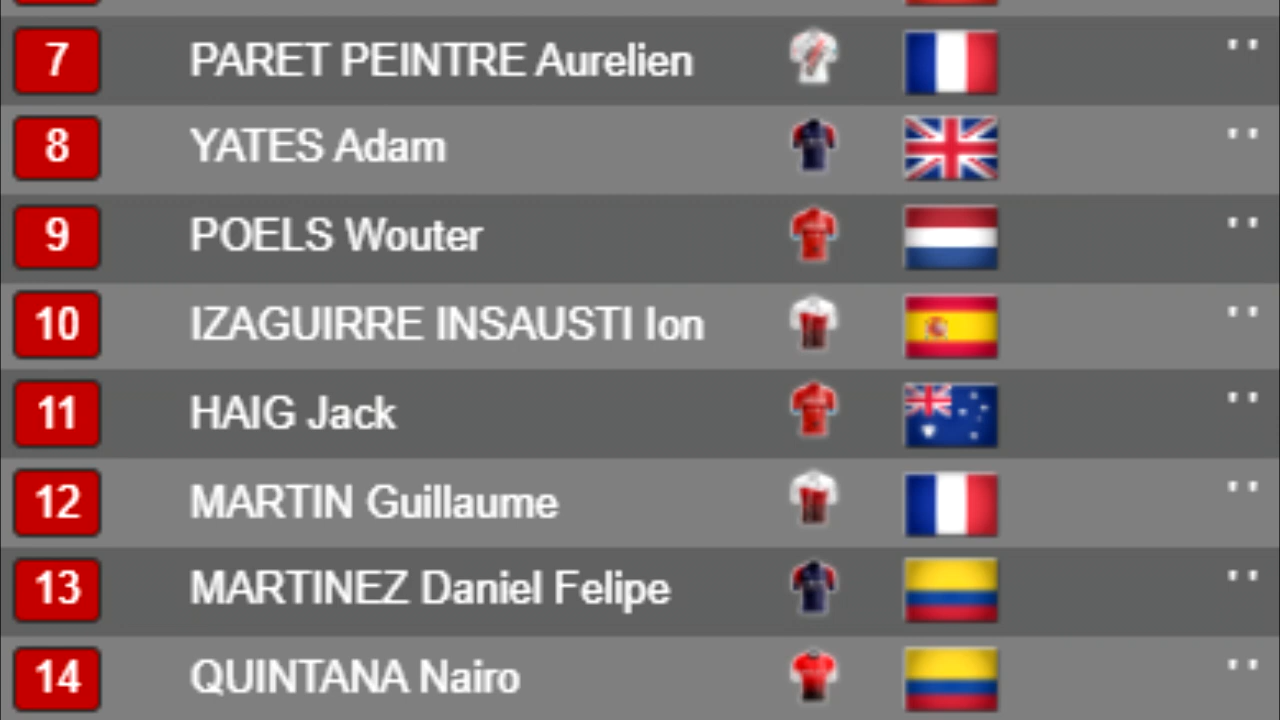 7 PARET PEINTRE Aurelien ''
8 YATES Adam ''
9 POELS Wouter ''
10 IZAGUIRRE INSAUSTI Ion ''
11 HAIG Jack ''
12 MARTIN Guillaume ''
13 MARTINEZ Daniel Felipe ''
14 QUINTANA Nairo ''